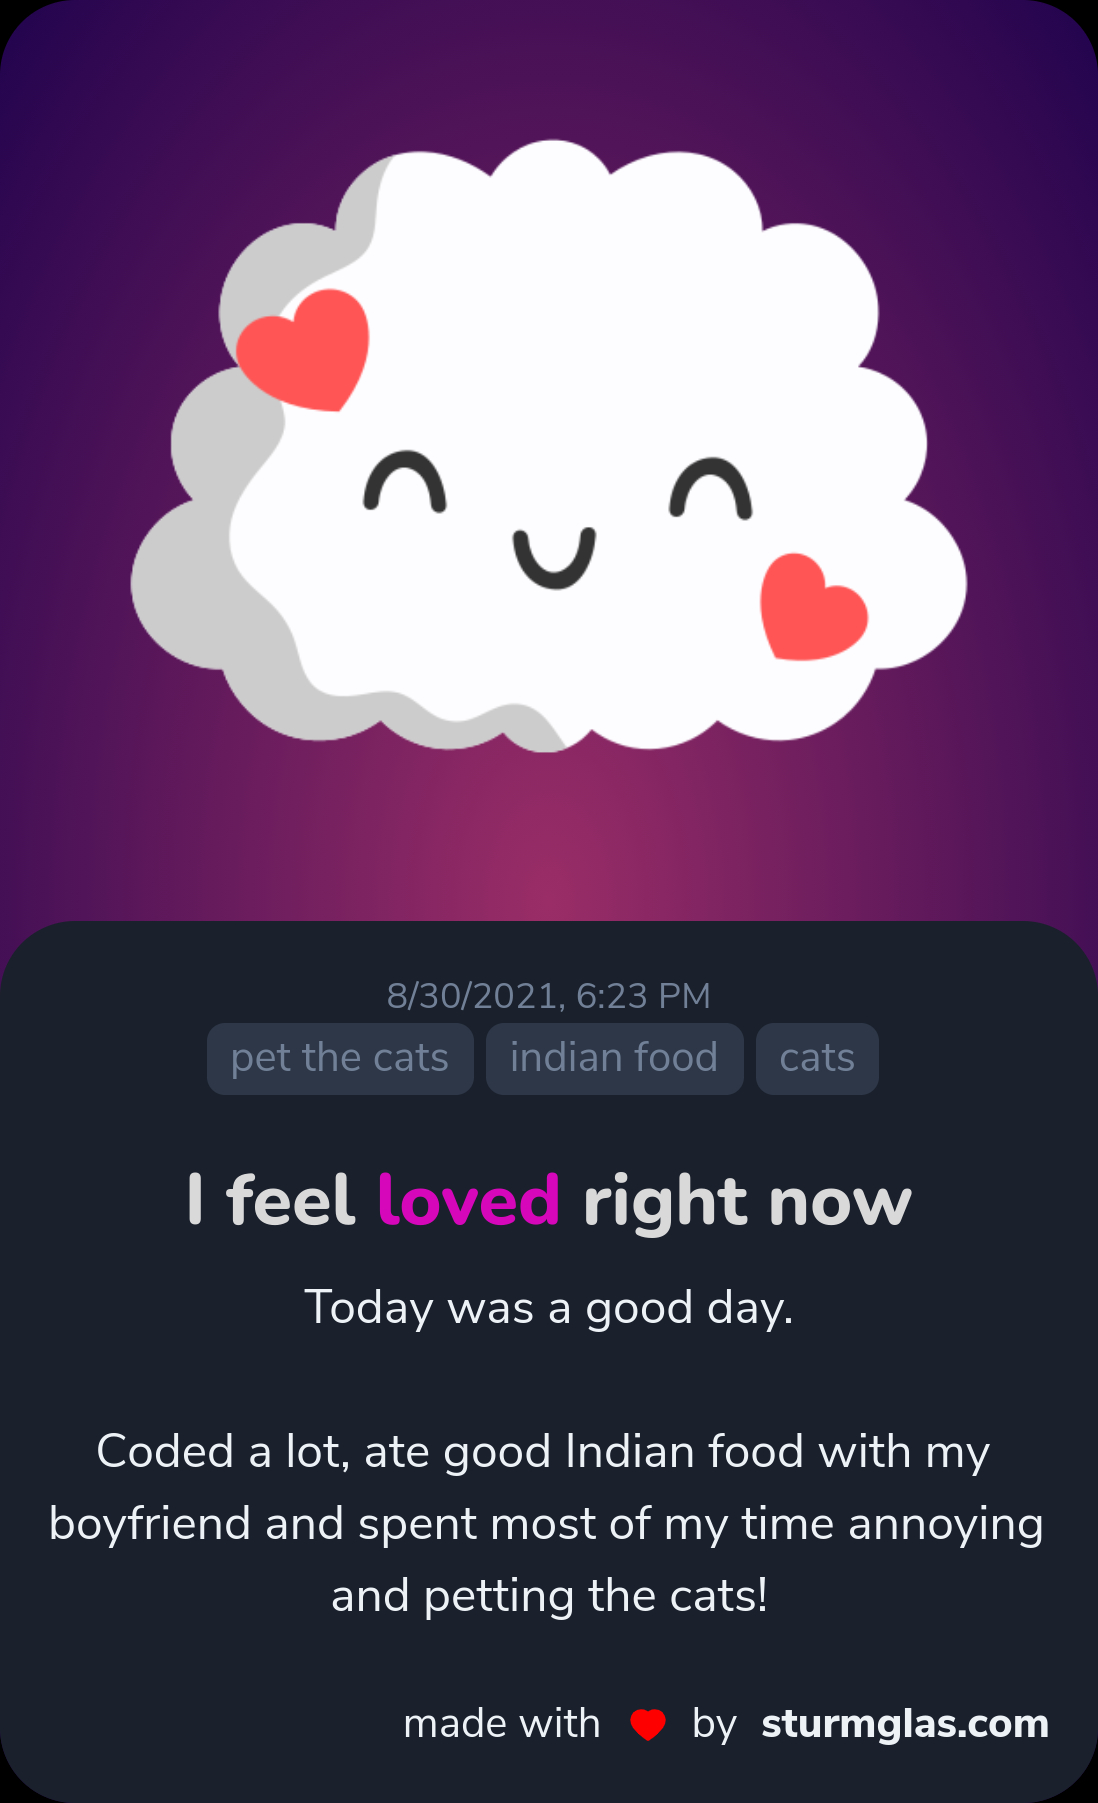 8/30/2021, 6:23 PM
pet the cats indian food cats
I feel loved right now
Today was a good day.
Coded a lot, ate good Indian food with my
boyfriend and spent most of my time annoying
and petting the cats!
made with by sturmglas.com